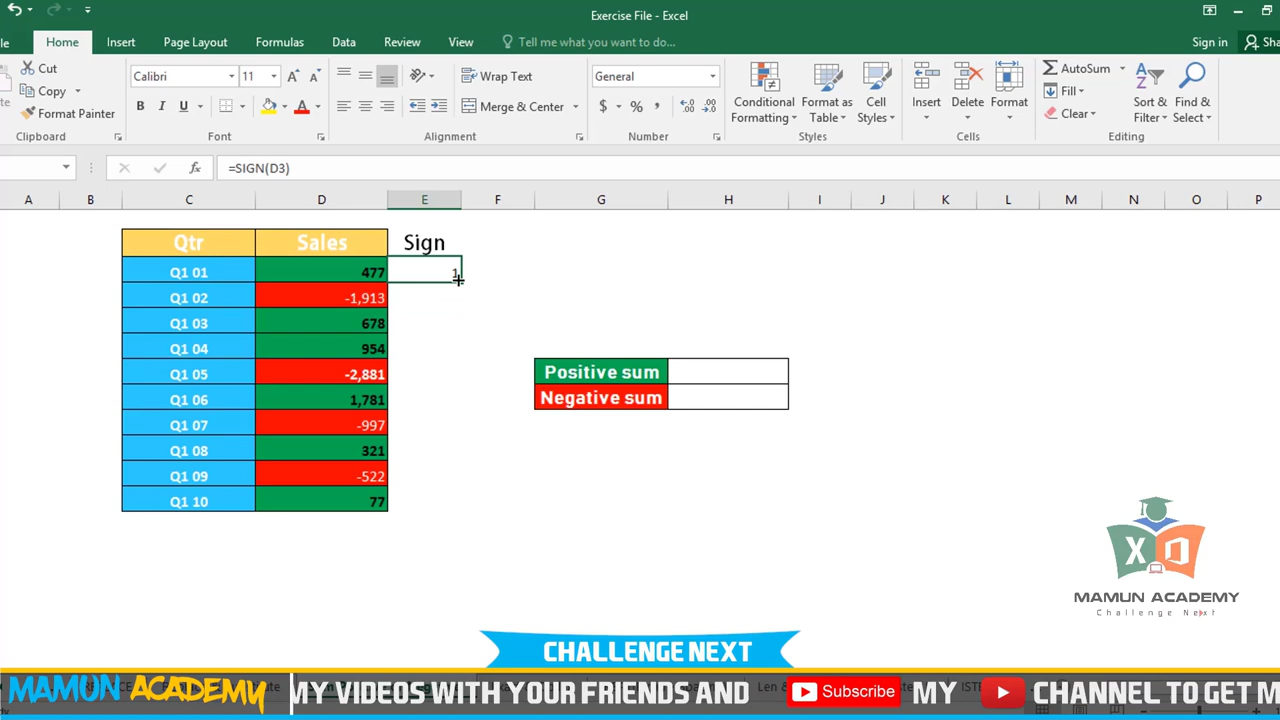 Exercise File - Excel
Home Insert Page Layout Formulas Data Review View Tell me what you want to do... Sign in
Cut
Copy
Format Painter
Clipboard
Calibri 11
B I U A
Font
Wrap Text
Merge & Center
Alignment
General
$ % ,
Number
Conditional Formatting
Format as Table
Cell Styles
Styles
Insert
Delete
Format
Cells
AutoSum
Fill
Clear
Sort & Filter
Find & Select
Editing
fx =SIGN(D3)
A B C D E F G H I J K L M N O P
Qtr Sales Sign
Q1 01 477 1
Q1 02 -1,913
Q1 03 678
Q1 04 954
Q1 05 -2,881
Q1 06 1,781
Q1 07 -997
Q1 08 321
Q1 09 -522
Q1 10 77
Positive sum
Negative sum
X
MAMUN ACADEMY
Challenge Next
CHALLENGE NEXT
MAMUN ACADEMY MY VIDEOS WITH YOUR FRIENDS AND Subscribe MY CHANNEL TO GET M